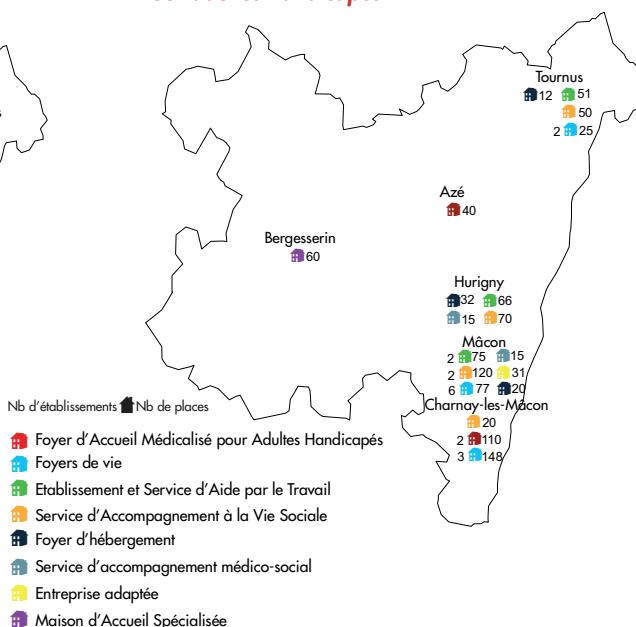 Tournus
12 51
50
2 25
Azé
40
Bergesserin
60
Hurigny
32 66
15 70
Mâcon
2 75 15
2 120 31
6 77 20
Charnay-les-Mâcon
20
2 110
3 148
Nb d'établissements Nb de places
Foyer d'Accueil Médicalisé pour Adultes Handicapés
Foyers de vie
Etablissement et Service d'Aide par le Travail
Service d'Accompagnement à la Vie Sociale
Foyer d'hébergement
Service d'accompagnement médico-social
Entreprise adaptée
Maison d'Accueil Spécialisée